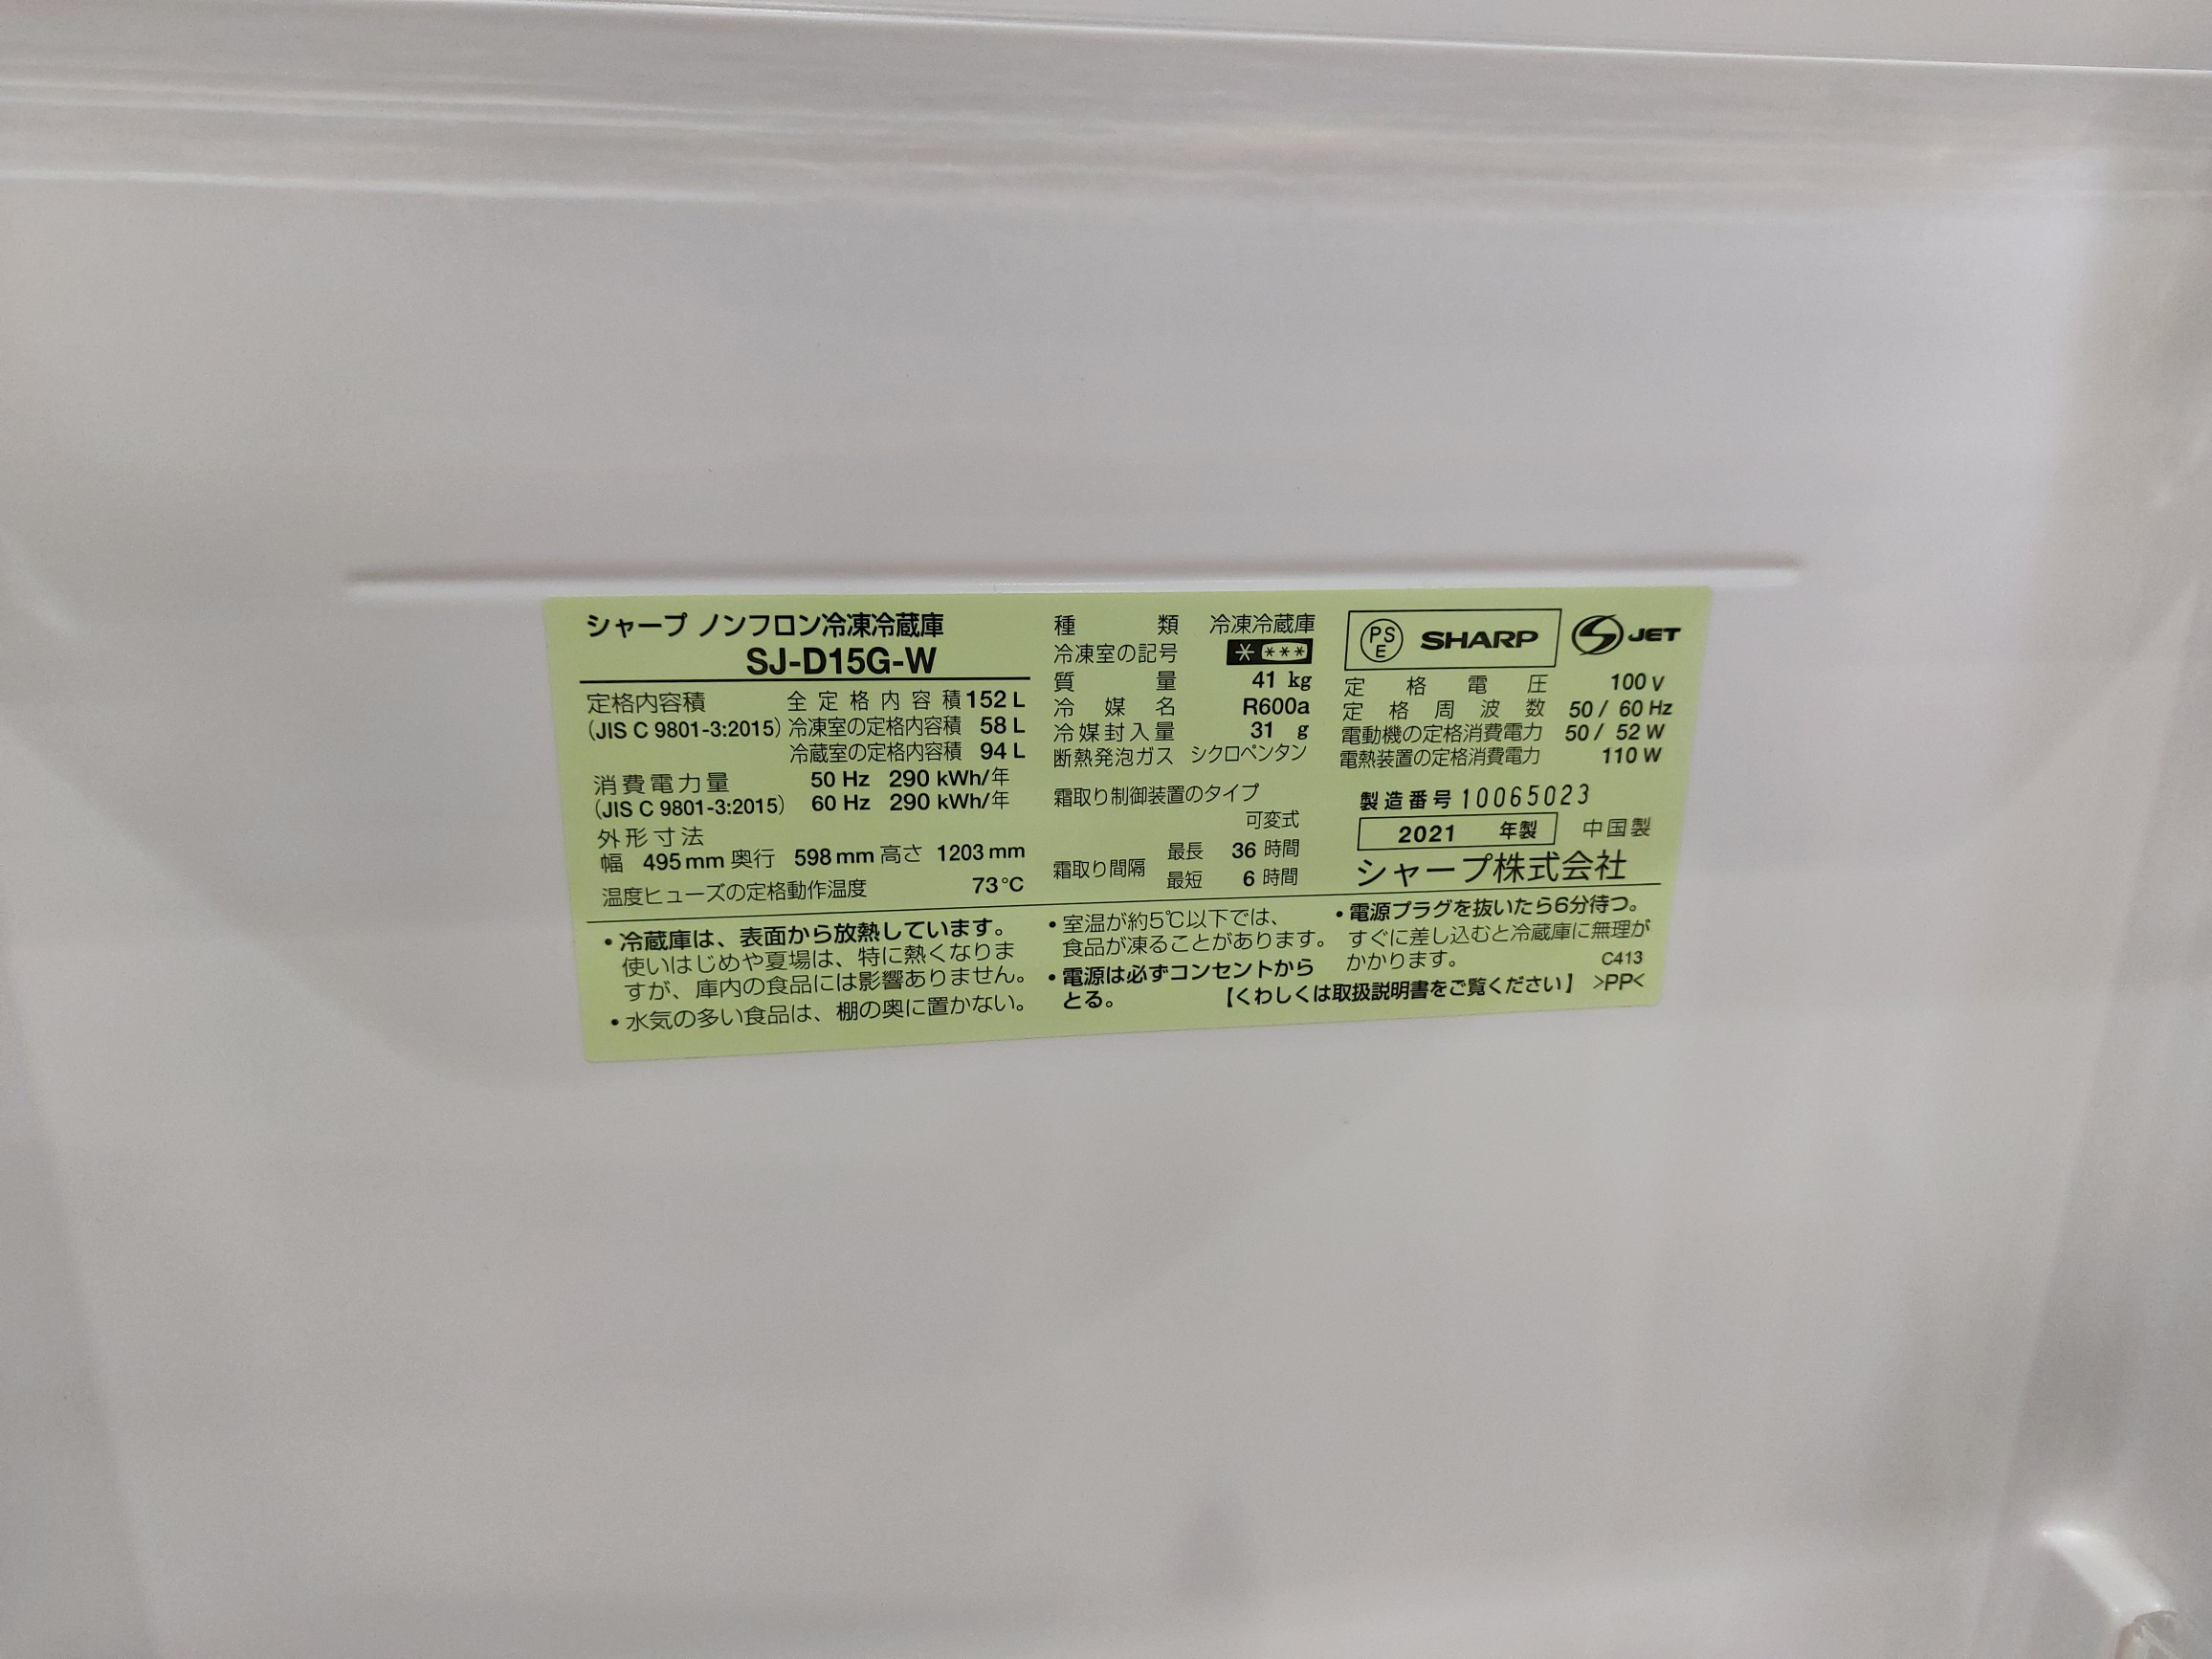 シャープ ノンフロン冷凍冷蔵庫
SJ-D15G-W
定格内容積 全定格内容積 152 L
(JIS C 9801-3:2015) 冷凍室の定格内容積 58 L
冷蔵室の定格内容積 94 L
消費電力量 50 Hz 290 kWh/年
(JIS C 9801-3:2015) 60 Hz 290 kWh/年
外形寸法
幅 495 mm 奥行 598 mm 高さ 1203 mm
温度ヒューズの定格動作温度 73℃
種類 冷凍冷蔵庫
冷凍室の記号 * ***
質量 41 kg
冷媒名 R600a
冷媒封入量 31 g
断熱発泡ガス シクロペンタン
霜取り制御装置のタイプ
可変式
霜取り間隔 最長 36 時間
最短 6 時間
PSE SHARP S JET
定格電圧 100 V
定格周波数 50 / 60 Hz
電動機の定格消費電力 50 / 52 W
電熱装置の定格消費電力 110 W
製造番号 10065023
2021 年製 中国製
シャープ株式会社
・冷蔵庫は、表面から放熱しています。
使いはじめや夏場は、特に熱くなりま
すが、庫内の食品には影響ありません。
・水気の多い食品は、棚の奥に置かない。
・室温が約5℃以下では、
食品が凍ることがあります。
・電源は必ずコンセントから
とる。
・電源プラグを抜いたら6分待つ。
すぐに差し込むと冷蔵庫に無理が
かかります。
C413
【くわしくは取扱説明書をご覧ください】 >PP<